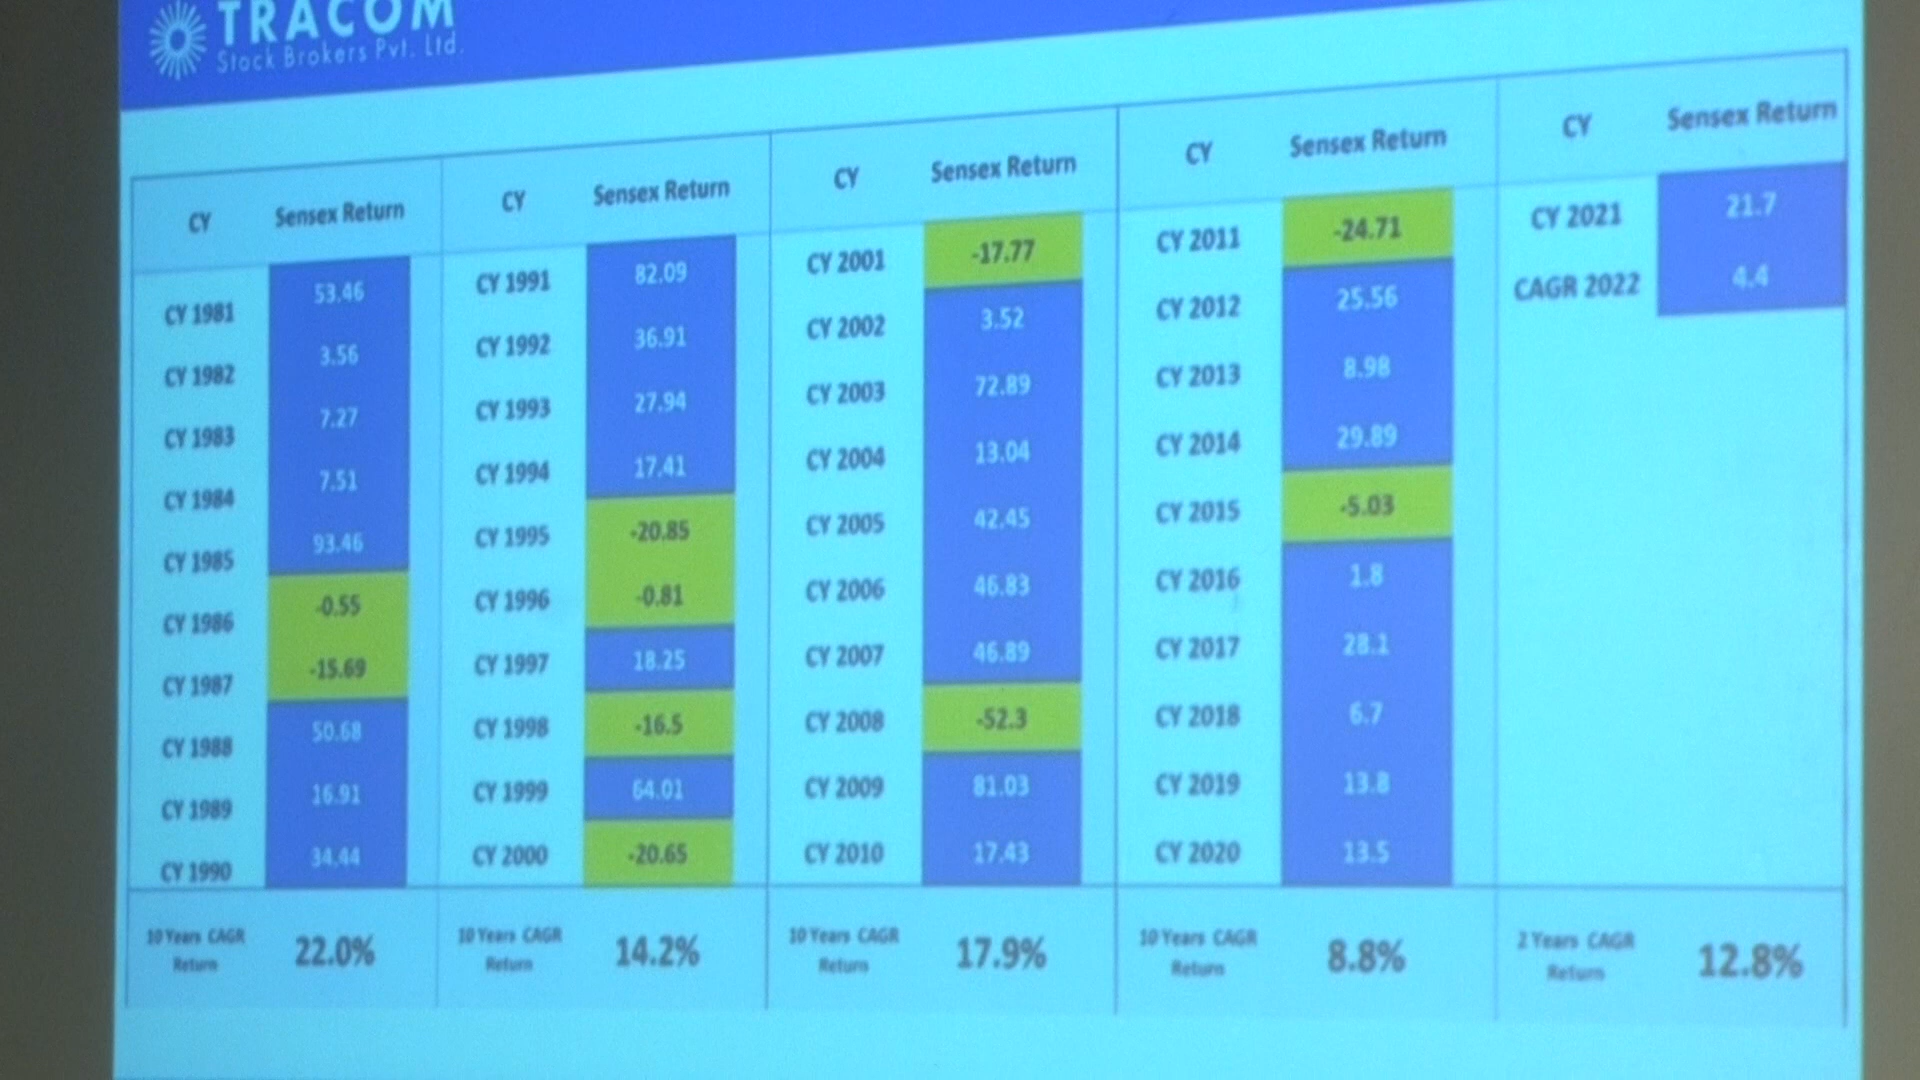 TRACOM
Stock Brokers Pvt. Ltd.
CY Sensex Return CY Sensex Return CY Sensex Return CY Sensex Return CY Sensex Return
CY 1981 53.46 CY 1991 82.09 CY 2001 -17.77 CY 2011 -24.71 CY 2021 21.7
CY 1982 3.56 CY 1992 36.91 CY 2002 3.52 CY 2012 25.56 CAGR 2022 4.4
CY 1983 7.27 CY 1993 27.94 CY 2003 72.89 CY 2013 8.98
CY 1984 7.51 CY 1994 17.41 CY 2004 13.04 CY 2014 29.89
CY 1985 93.46 CY 1995 -20.85 CY 2005 42.45 CY 2015 -5.03
CY 1986 -0.55 CY 1996 -0.81 CY 2006 46.83 CY 2016 1.8
CY 1987 -15.69 CY 1997 18.25 CY 2007 46.89 CY 2017 28.1
CY 1988 50.68 CY 1998 -16.5 CY 2008 -52.3 CY 2018 6.7
CY 1989 16.91 CY 1999 64.01 CY 2009 81.03 CY 2019 13.8
CY 1990 34.44 CY 2000 -20.65 CY 2010 17.43 CY 2020 13.5
10 Years CAGR Return 22.0% 10 Years CAGR Return 14.2% 10 Years CAGR Return 17.9% 10 Years CAGR Return 8.8% 2 Years CAGR Return 12.8%